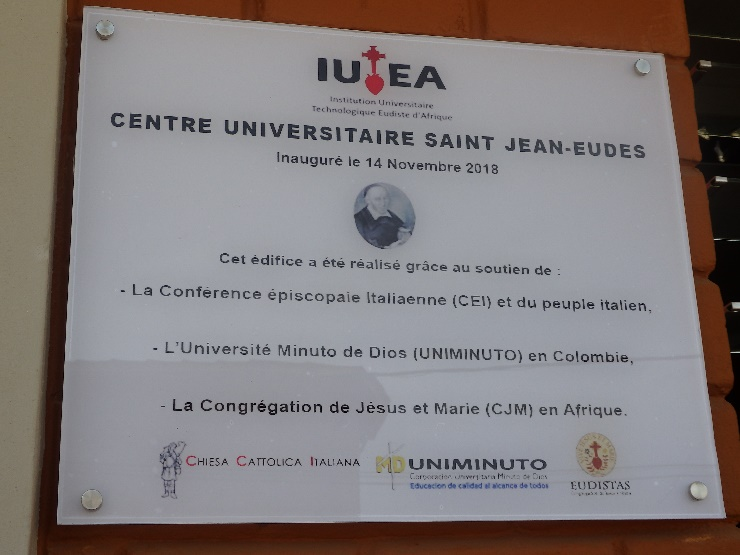 IUTEA
Institution Universitaire
Technologique Eudiste d'Afrique
CENTRE UNIVERSITAIRE SAINT JEAN-EUDES
Inauguré le 14 Novembre 2018
Cet édifice a été réalisé grâce au soutien de :
- La Conférence épiscopale Italiaenne (CEI) et du peuple italien,
- L'Université Minuto de Dios (UNIMINUTO) en Colombie,
- La Congrégation de Jésus et Marie (CJM) en Afrique.
CHIESA CATTOLICA ITALIANA
MD UNIMINUTO
Corporación Universitaria Minuto de Dios
Educación de calidad al alcance de todos
EUDISTAS